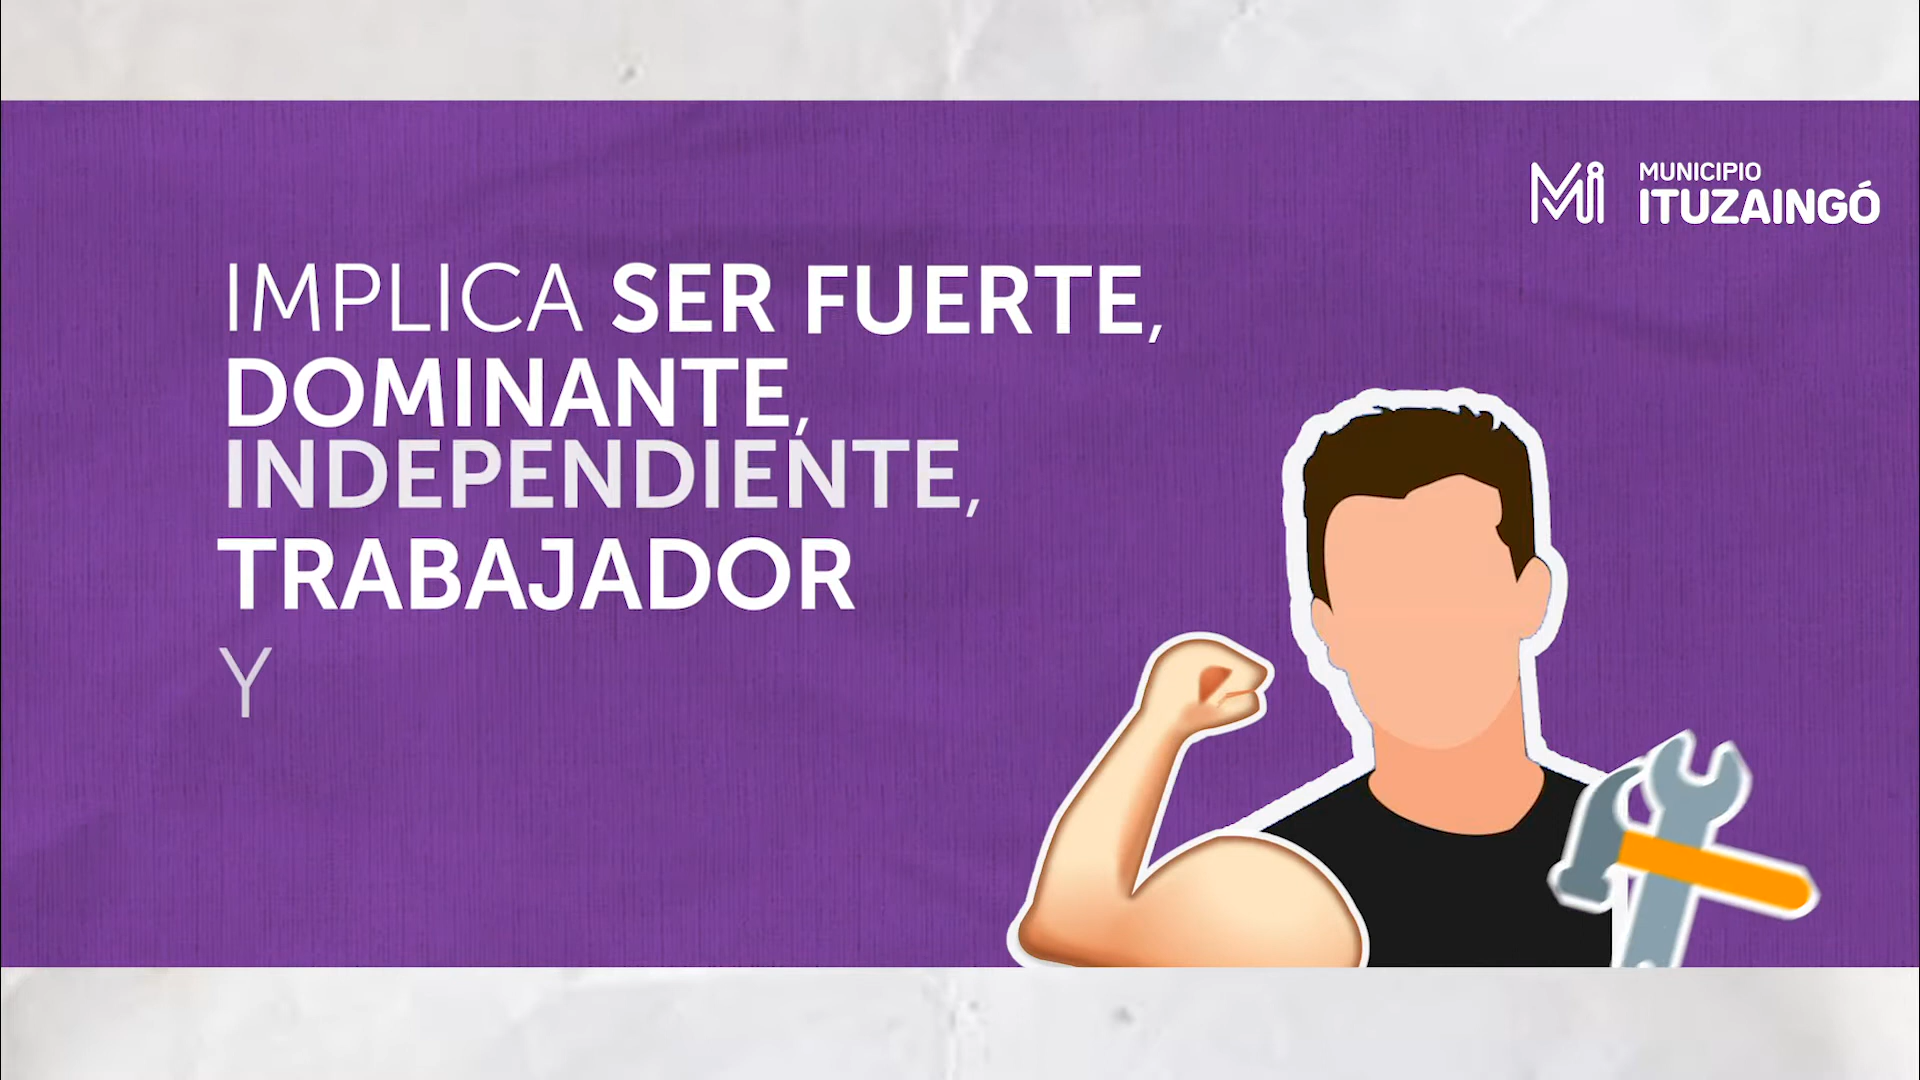 MUNICIPIO
ITUZAINGÓ
IMPLICA SER FUERTE,
DOMINANTE,
INDEPENDIENTE,
TRABAJADOR
Y